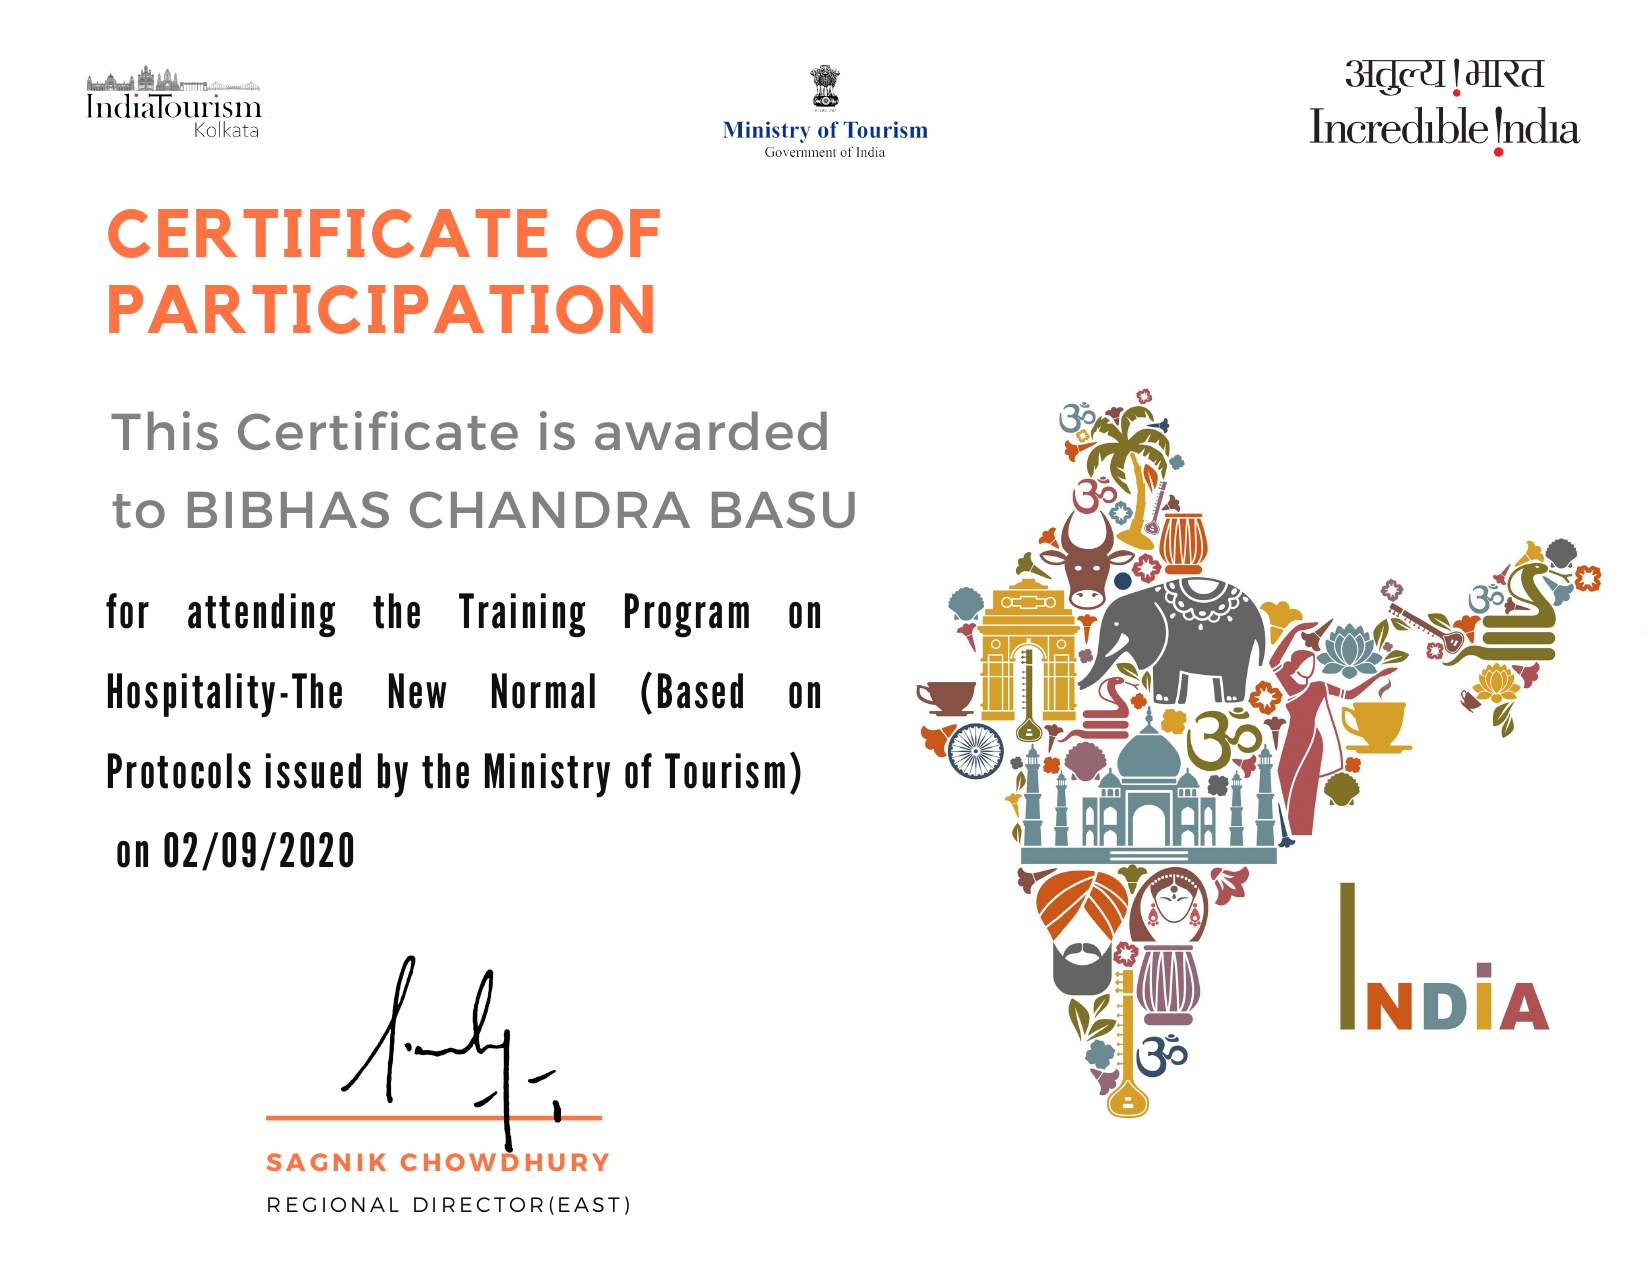 IndiaTourism
Kolkata
Ministry of Tourism
Government of India
अतुल्य!भारत
Incredible!ndia
CERTIFICATE OF
PARTICIPATION
This Certificate is awarded
to BIBHAS CHANDRA BASU
for attending the Training Program on
Hospitality-The New Normal (Based on
Protocols issued by the Ministry of Tourism)
on 02/09/2020
ॐ
ॐ
ॐ
ॐ
ॐ
INDiA
SAGNIK CHOWDHURY
REGIONAL DIRECTOR(EAST)